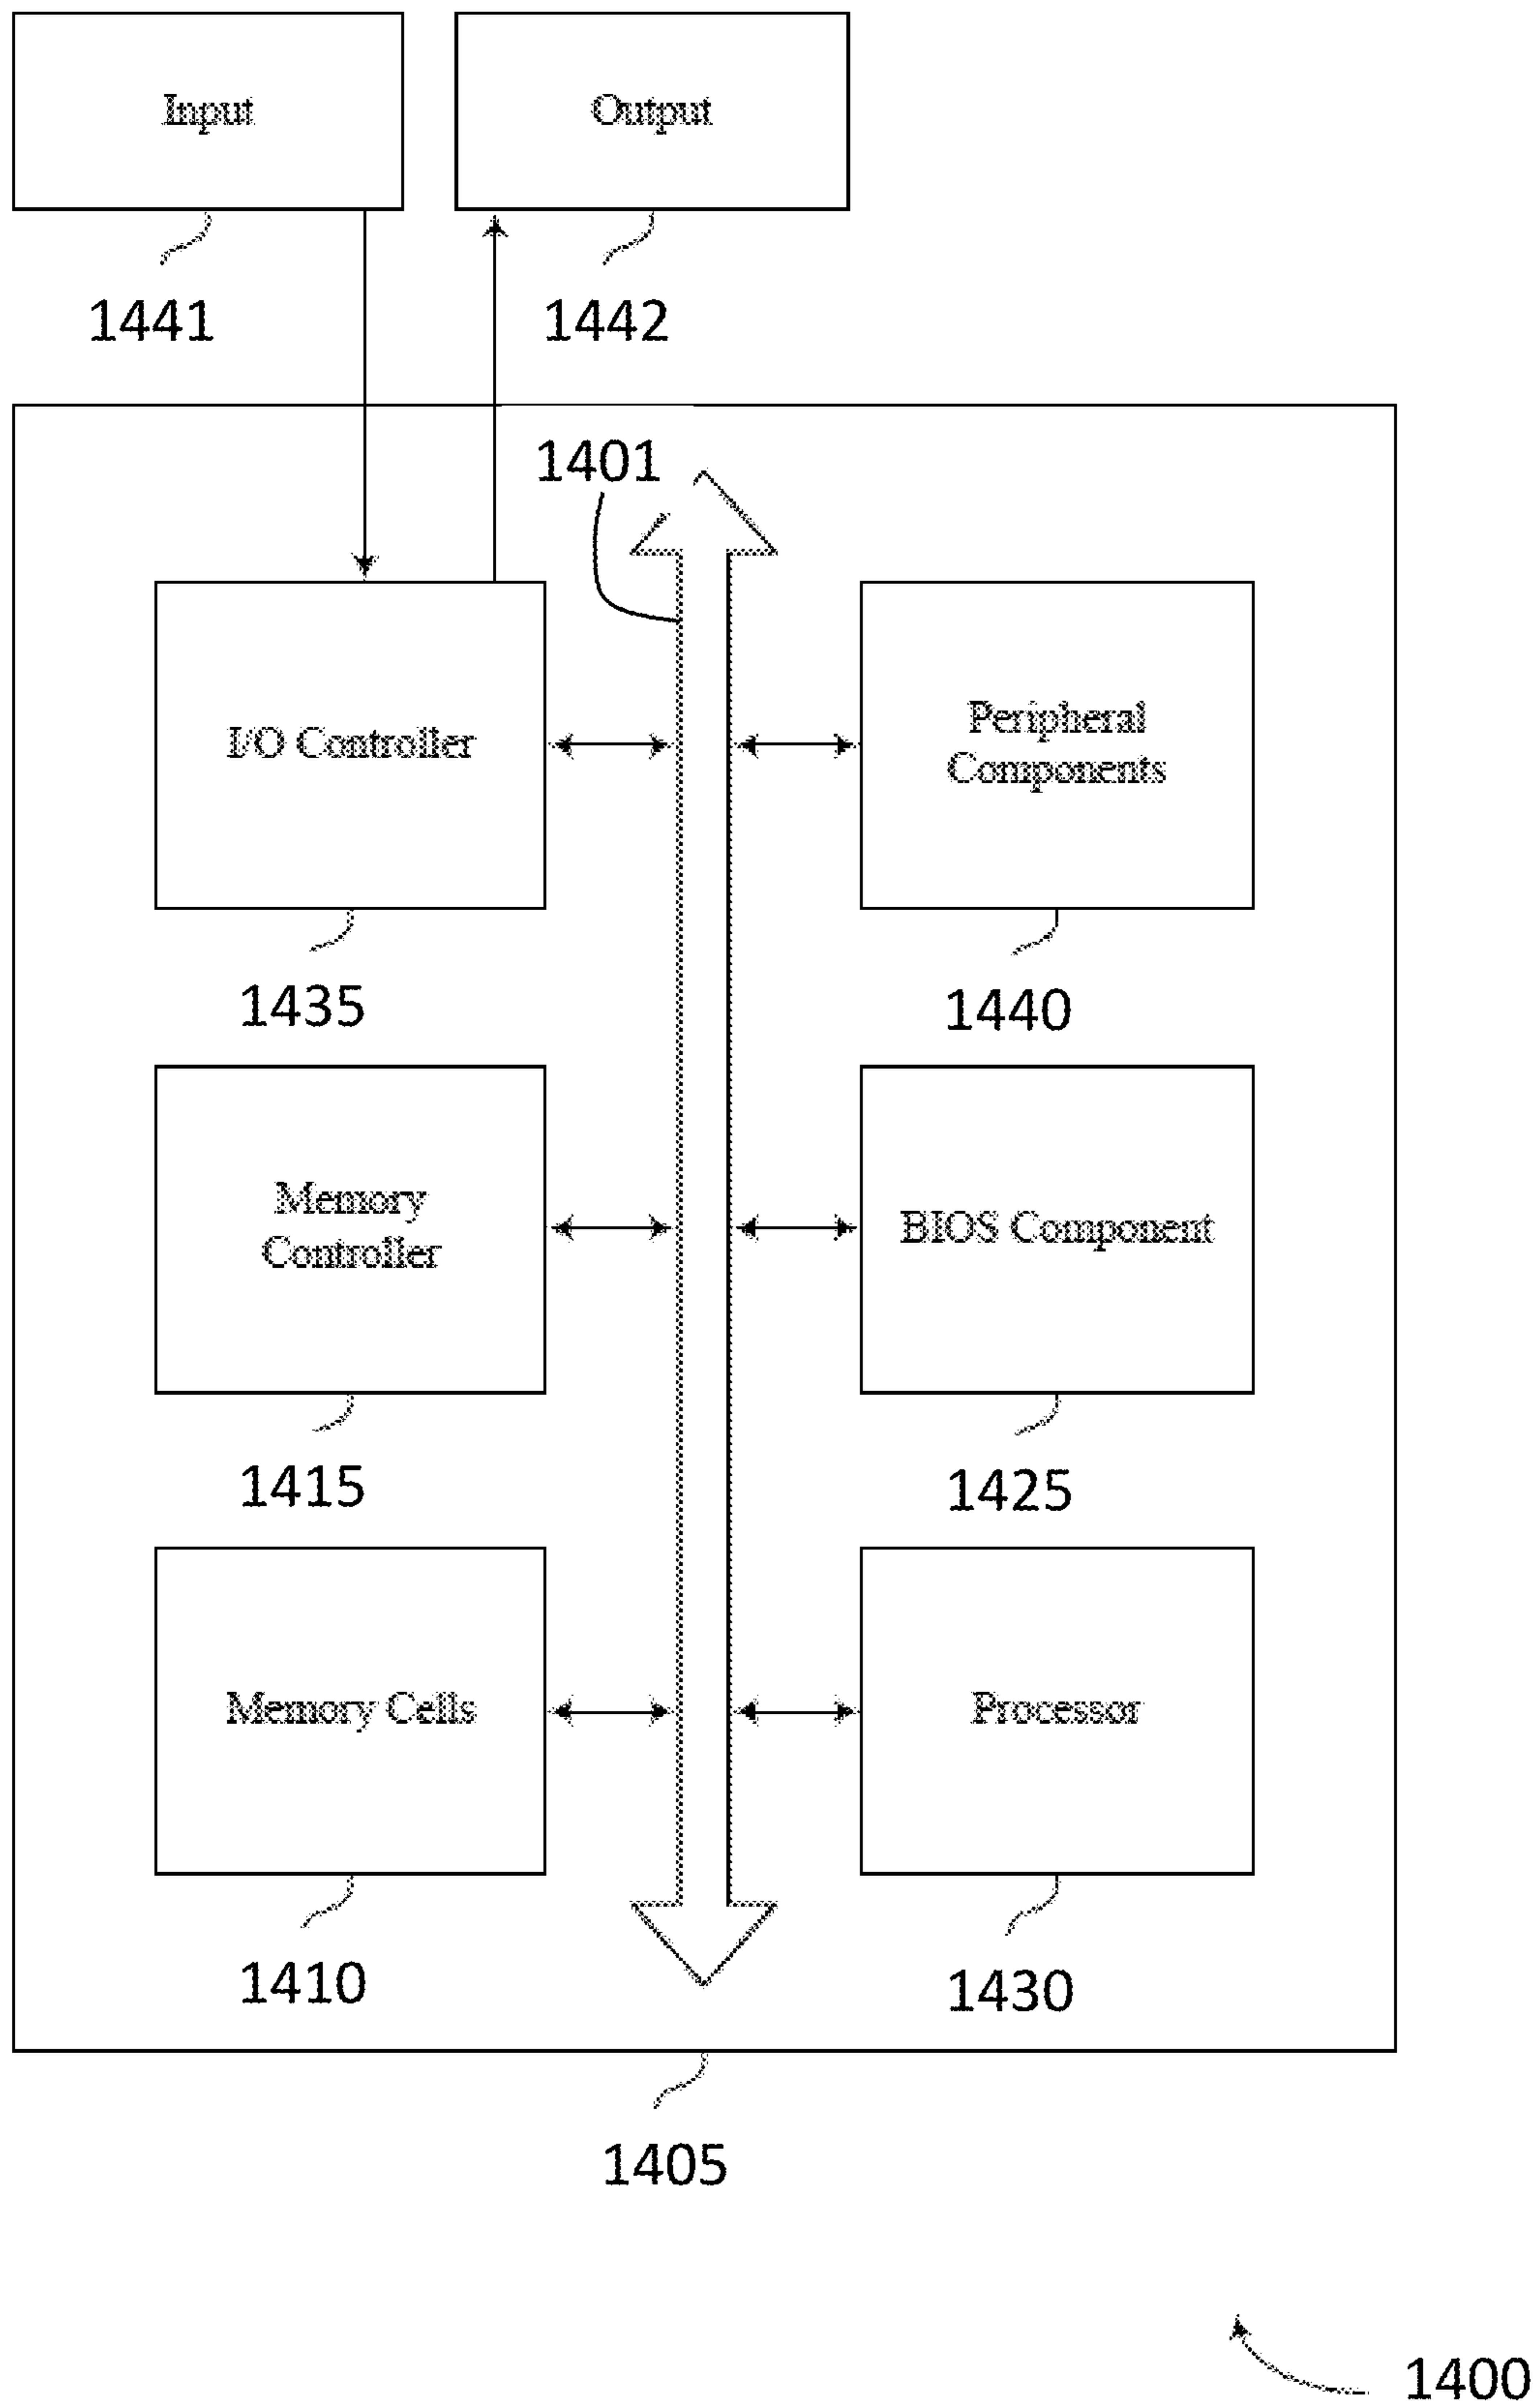 Input
Output
1441
1442
1401
I/O Controller
Peripheral
Components
1435
1440
Memory
Controller
BIOS Component
1415
1425
Memory Cells
Processor
1410
1430
1405
1400